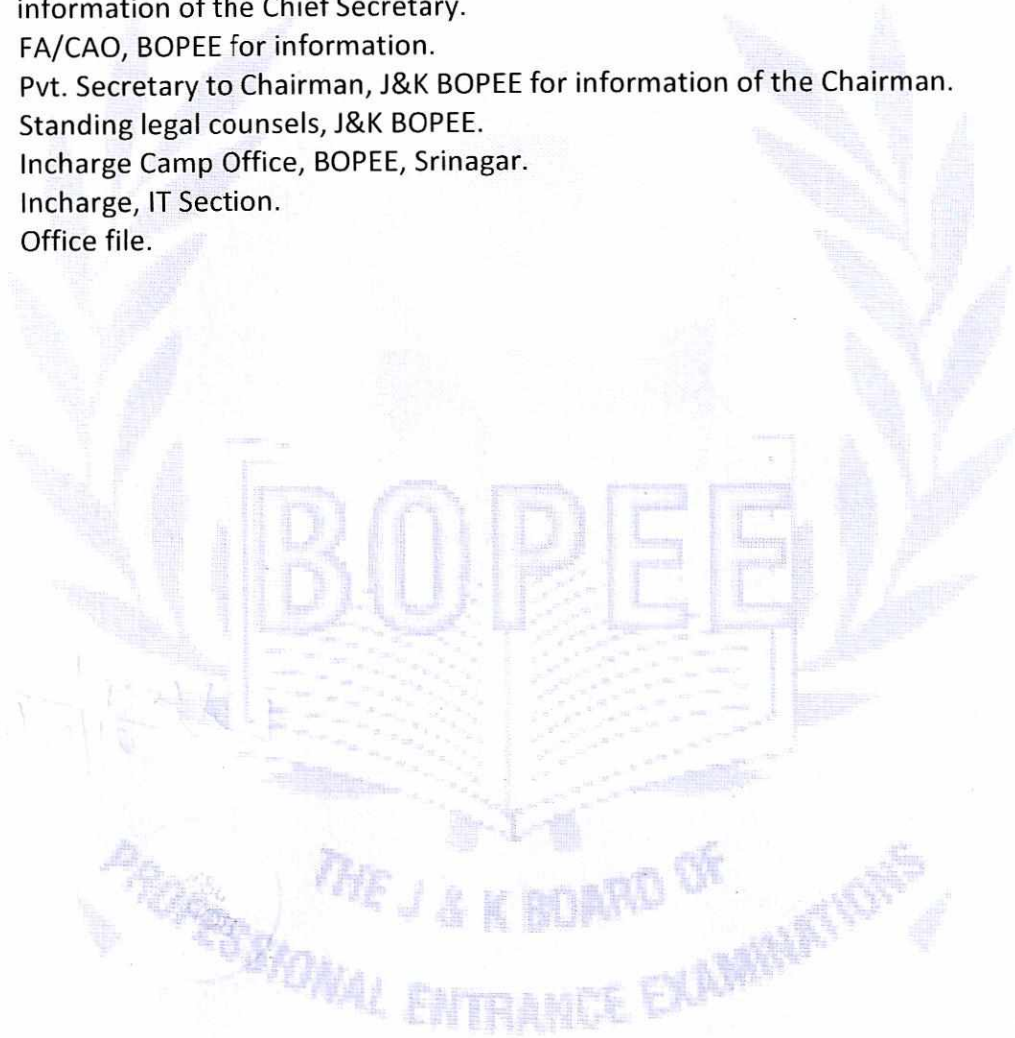 information of the Chief Secretary.
FA/CAO, BOPEE for information.
Pvt. Secretary to Chairman, J&K BOPEE for information of the Chairman.
Standing legal counsels, J&K BOPEE.
Incharge Camp Office, BOPEE, Srinagar.
Incharge, IT Section.
Office file.
BOPEE
THE J & K BOARD OF
PROFESSIONAL ENTRANCE EXAMINATIONS